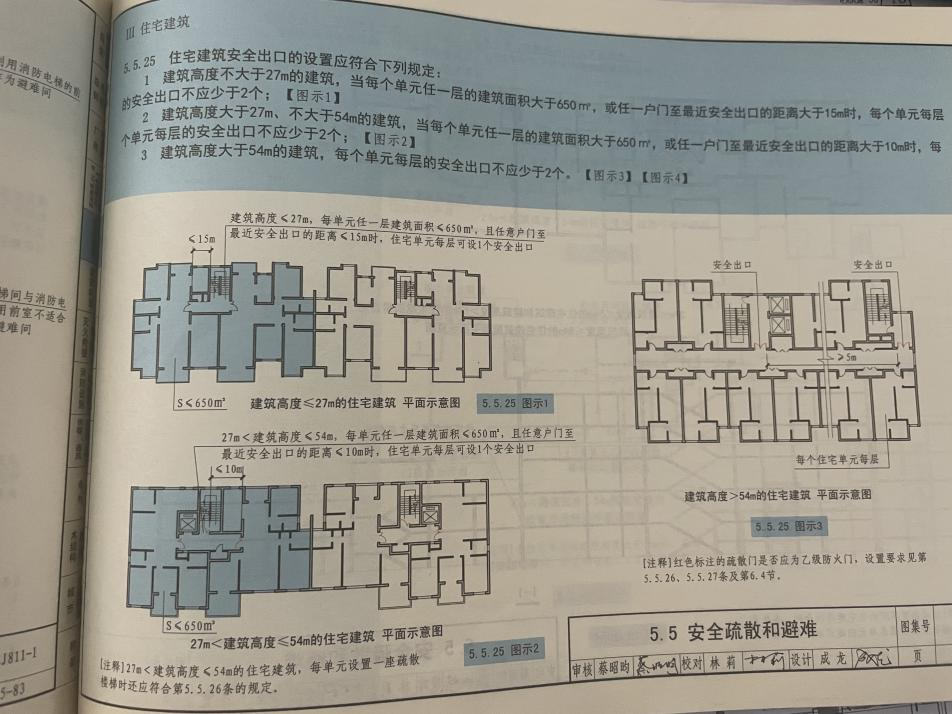 利用消防电梯的前
作为避难间
梯间与消防电
用前室不适合
避难间
J811-1
5-83
木结构
城市
III 住宅建筑
5.5.25 住宅建筑安全出口的设置应符合下列规定：
1 建筑高度不大于27m的建筑，当每个单元任一层的建筑面积大于650㎡，或任一户门至最近安全出口的距离大于15m时，每个单元每层
的安全出口不应少于2个；【图示1】
2 建筑高度大于27m、不大于54m的建筑，当每个单元任一层的建筑面积大于650㎡，或任一户门至最近安全出口的距离大于10m时，每
个单元每层的安全出口不应少于2个；【图示2】
3 建筑高度大于54m的建筑，每个单元每层的安全出口不应少于2个。【图示3】【图示4】
建筑高度≤27m，每单元任一层建筑面积≤650㎡，且任意户门至
最近安全出口的距离≤15m时，住宅单元每层可设1个安全出口
≤15m
S≤650㎡
建筑高度≤27m的住宅建筑 平面示意图
5.5.25 图示1
27m<建筑高度≤54m，每单元任一层建筑面积≤650㎡，且任意户门至
最近安全出口的距离≤10m时，住宅单元每层可设1个安全出口
≤10m
S≤650㎡
27m<建筑高度≤54m的住宅建筑 平面示意图
5.5.25 图示2
[注释]27m<建筑高度≤54m的住宅建筑，每单元设置一座疏散
楼梯时还应符合第5.5.26条的规定。
安全出口
安全出口
≥5m
每个住宅单元每层
建筑高度>54m的住宅建筑 平面示意图
5.5.25 图示3
[注释]红色标注的疏散门是否应为乙级防火门，设置要求见第
5.5.26、5.5.27条及第6.4节。
5.5 安全疏散和避难
图集号
审核 蔡昭昀 校对 林莉 设计 成龙
页